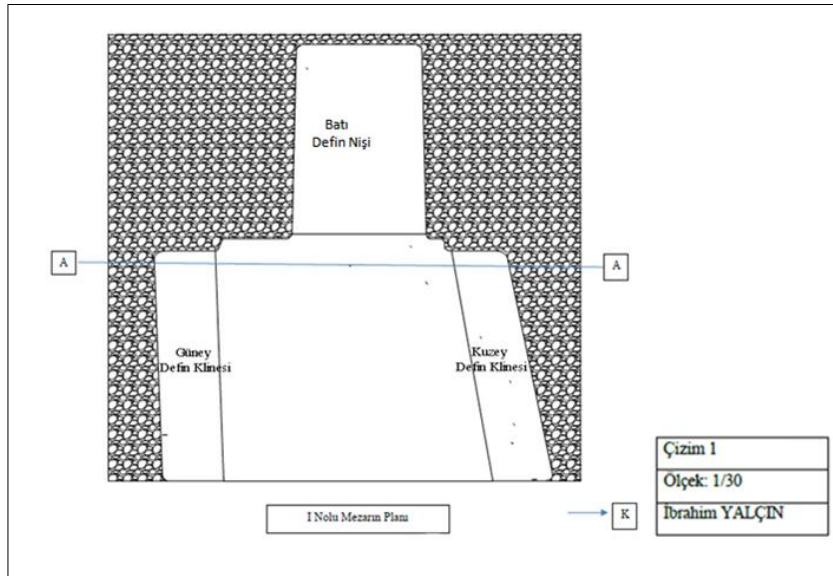 Batı
Defin Nişi
A
A
Güney
Defin Klinesi
Kuzey
Defin Klinesi
Çizim 1
Ölçek: 1/30
İbrahim YALÇIN
I Nolu Mezarın Planı
K